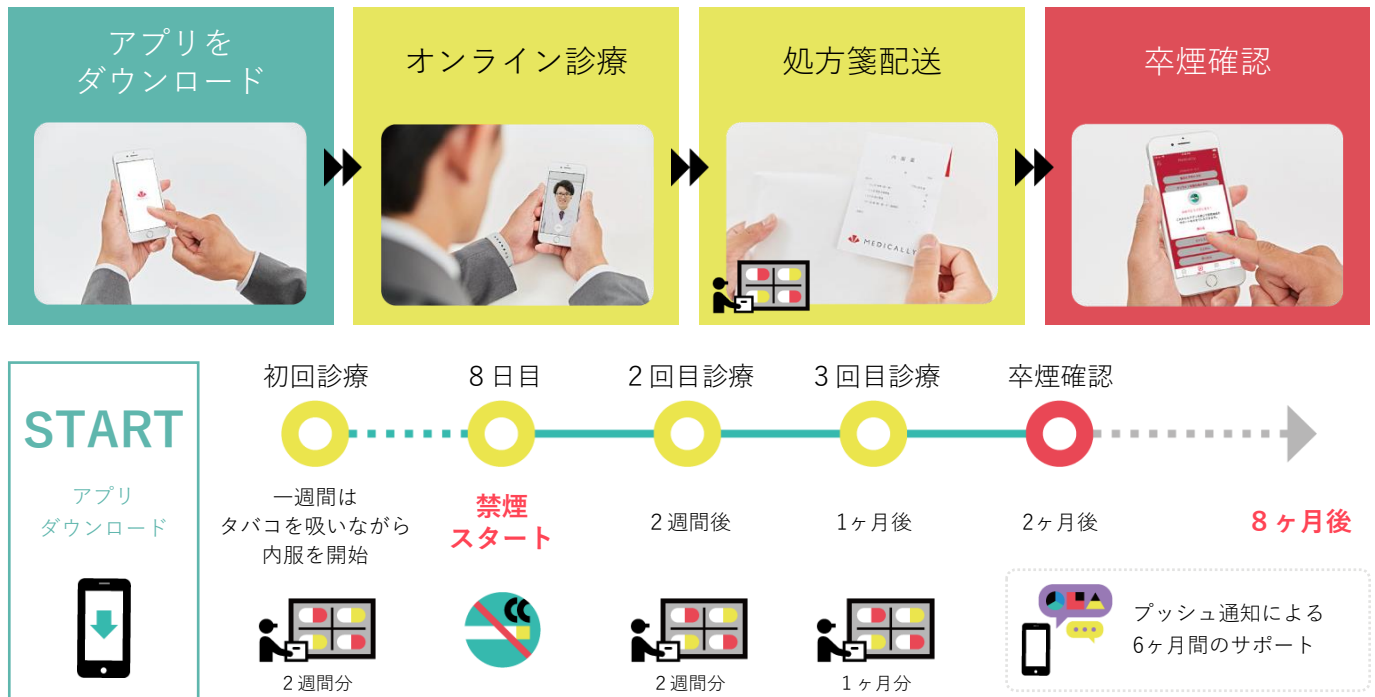 アプリを
ダウンロード
オンライン診療
処方箋配送
卒煙確認
MEDICALLY
START
アプリ
ダウンロード
初回診療
一週間は
タバコを吸いながら
内服を開始
2週間分
8日目
禁煙
スタート
2回目診療
2週間後
2週間分
3回目診療
1ヶ月後
1ヶ月分
卒煙確認
2ヶ月後
8ヶ月後
プッシュ通知による
6ヶ月間のサポート